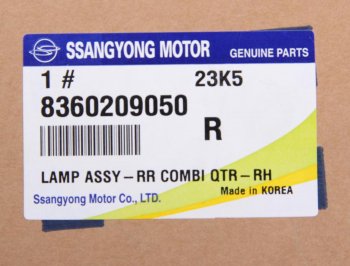 SSANGYONG MOTOR GENUINE PARTS
1 # 23K5
8360209050 R
LAMP ASSY-RR COMBI QTR-RH
Ssangyong Motor Co., LTD. Made in KOREA